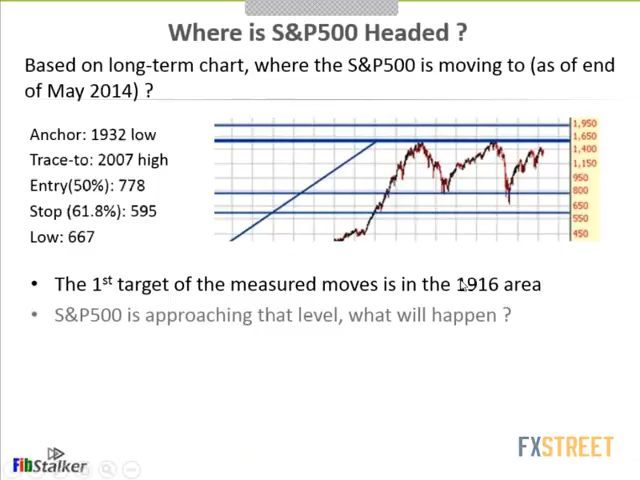 Where is S&P500 Headed ?
Based on long-term chart, where the S&P500 is moving to (as of end
of May 2014) ?
Anchor: 1932 low
Trace-to: 2007 high
Entry(50%): 778
Stop (61.8%): 595
Low: 667
1,950
1,650
1,400
1,150
950
800
650
550
450
• The 1st target of the measured moves is in the 1916 area
• S&P500 is approaching that level, what will happen ?
FXSTREET
FibStalker